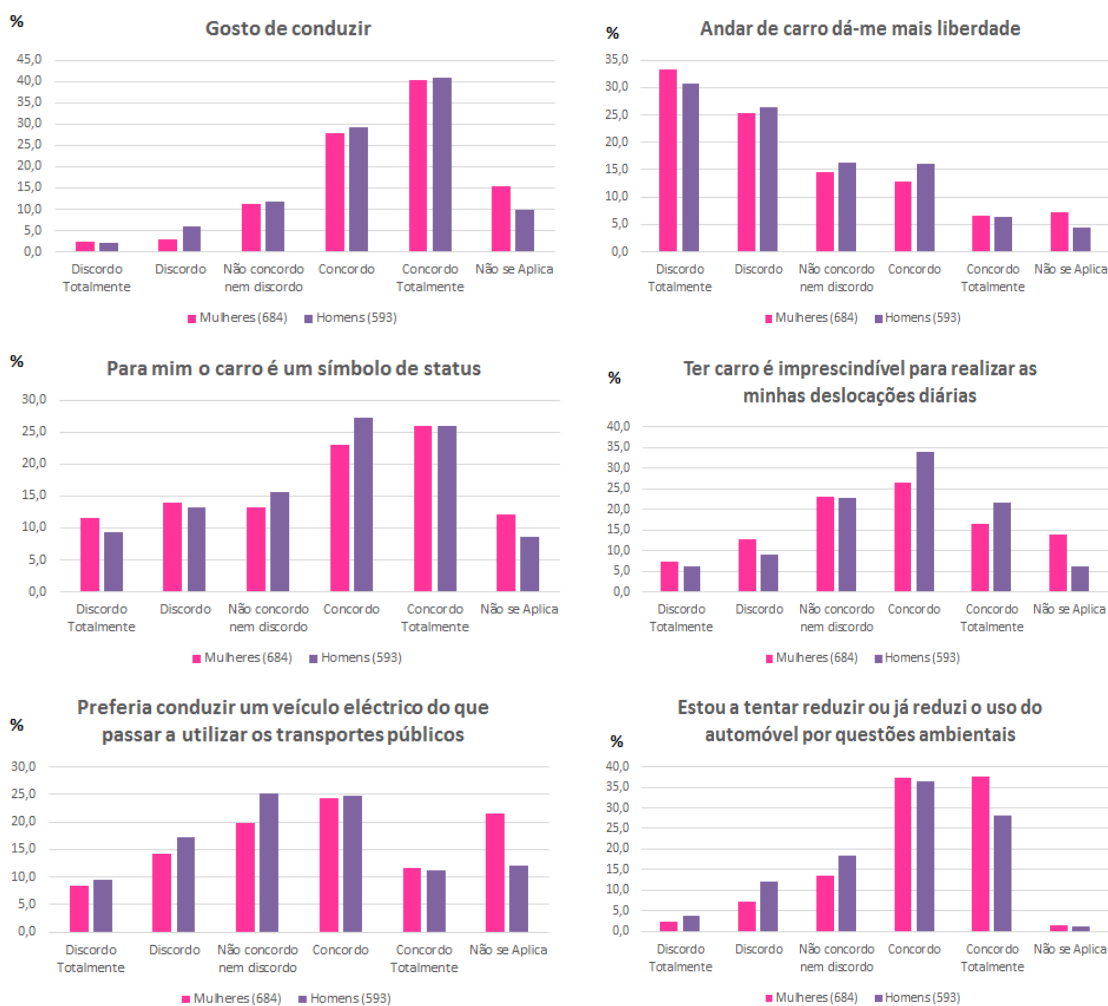 %
Gosto de conduzir
45,0
40,0
35,0
30,0
25,0
20,0
15,0
10,0
5,0
0,0
Discordo Discordo Não concordo Concordo Concordo Não se Aplica
Totalmente nem discordo Totalmente
Mulheres (684) Homens (593)
%
Andar de carro dá-me mais liberdade
35,0
30,0
25,0
20,0
15,0
10,0
5,0
0,0
Discordo Discordo Não concordo Concordo Concordo Não se Aplica
Totalmente nem discordo Totalmente
Mulheres (684) Homens (593)
%
Para mim o carro é um símbolo de status
30,0
25,0
20,0
15,0
10,0
5,0
0,0
Discordo Discordo Não concordo Concordo Concordo Não se Aplica
Totalmente nem discordo Totalmente
Mulheres (684) Homens (593)
%
Ter carro é imprescindível para realizar as
minhas deslocações diárias
40,0
35,0
30,0
25,0
20,0
15,0
10,0
5,0
0,0
Discordo Discordo Não concordo Concordo Concordo Não se Aplica
Totalmente nem discordo Totalmente
Mulheres (684) Homens (593)
%
Preferia conduzir um veículo eléctrico do que
passar a utilizar os transportes públicos
30,0
25,0
20,0
15,0
10,0
5,0
0,0
Discordo Discordo Não concordo Concordo Concordo Não se Aplica
Totalmente nem discordo Totalmente
Mulheres (684) Homens (593)
%
Estou a tentar reduzir ou já reduzi o uso do
automóvel por questões ambientais
40,0
35,0
30,0
25,0
20,0
15,0
10,0
5,0
0,0
Discordo Discordo Não concordo Concordo Concordo Não se Aplica
Totalmente nem discordo Totalmente
Mulheres (684) Homens (593)